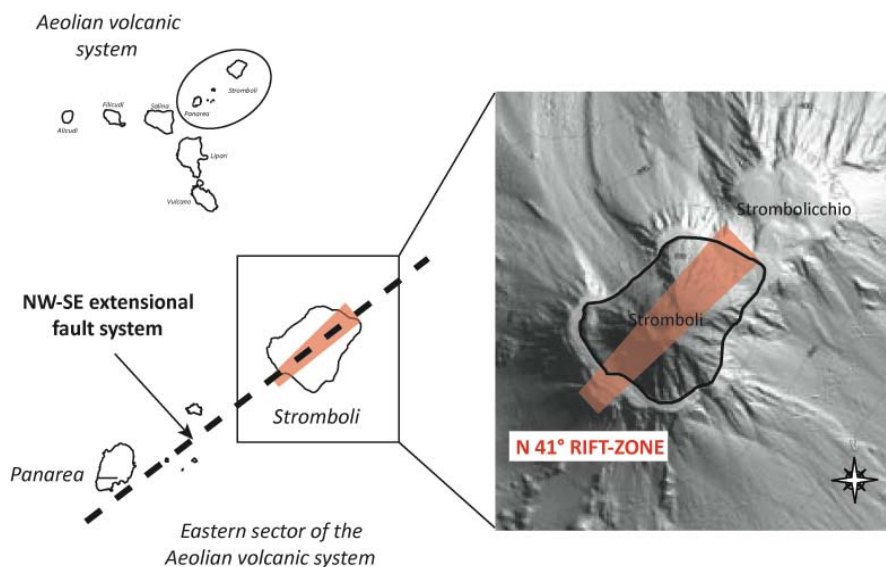 Aeolian volcanic
system
Stromboli
Panarea
Filicudi
Salina
Alicudi
Lipari
Vulcano
NW-SE extensional
fault system
Stromboli
Panarea
Eastern sector of the
Aeolian volcanic system
Strombolicchio
Stromboli
N 41° RIFT-ZONE